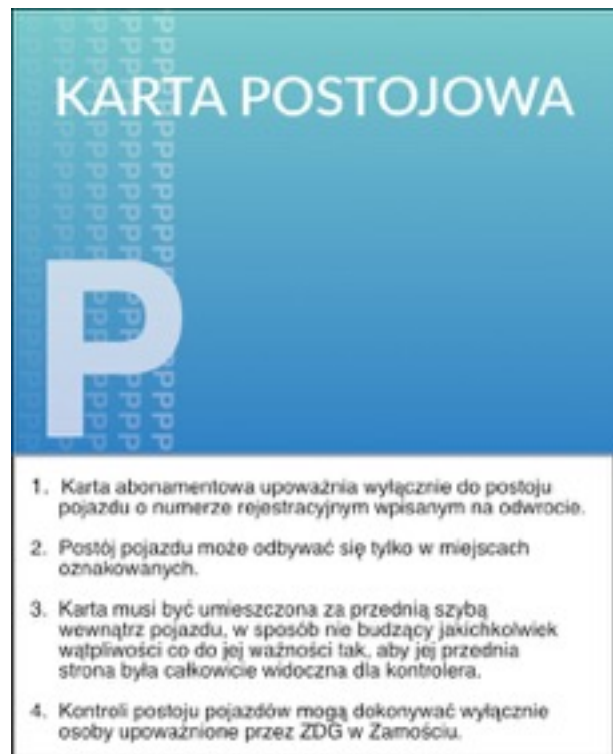 KARTA POSTOJOWA
P
1. Karta abonamentowa upoważnia wyłącznie do postoju
pojazdu o numerze rejestracyjnym wpisanym na odwrocie.
2. Postój pojazdu może odbywać się tylko w miejscach
oznakowanych.
3. Karta musi być umieszczona za przednią szybą
wewnątrz pojazdu, w sposób nie budzący jakichkolwiek
wątpliwości co do jej ważności tak, aby jej przednia
strona była całkowicie widoczna dla kontrolera.
4. Kontroli postoju pojazdów mogą dokonywać wyłącznie
osoby upoważnione przez ZDG w Zamościu.